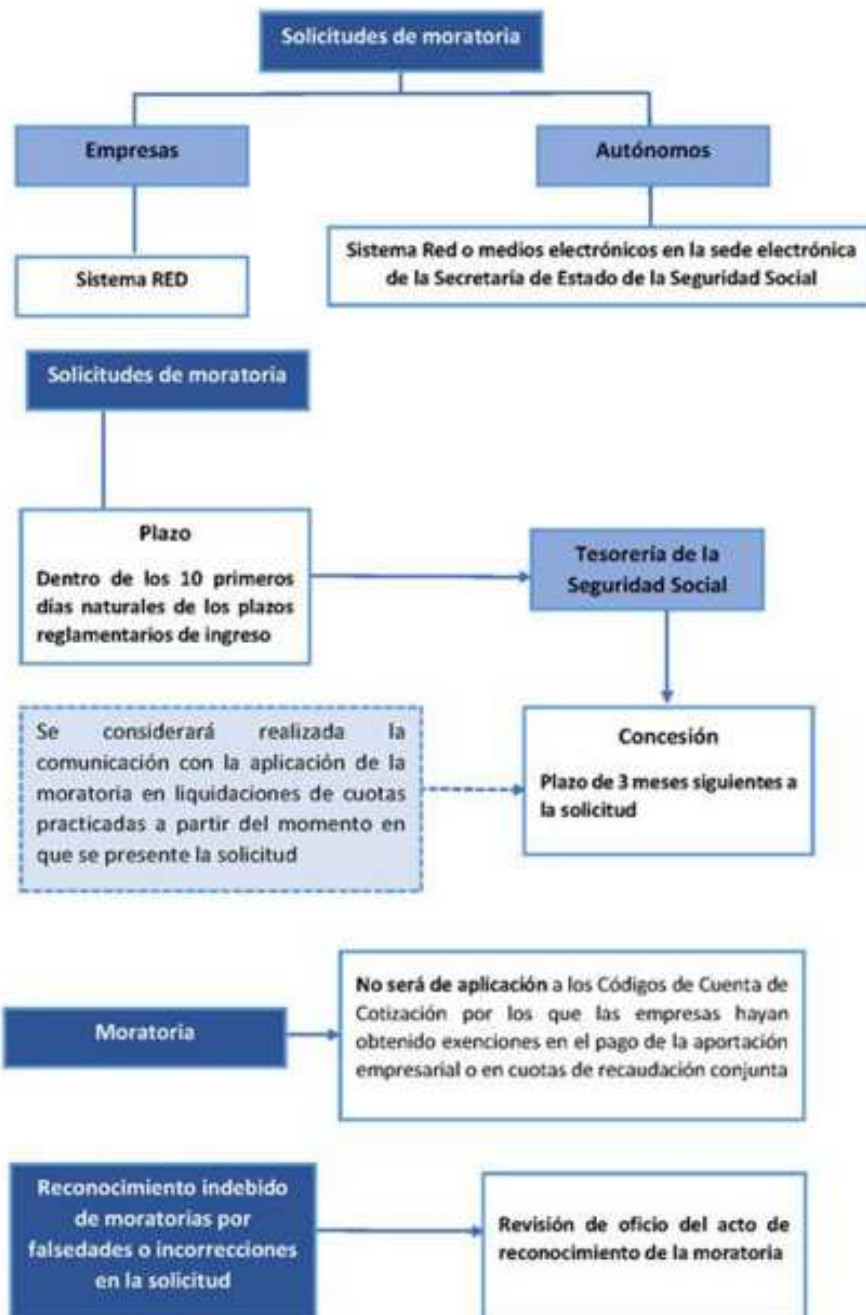 Solicitudes de moratoria
Empresas
Autónomos
Sistema RED
Sistema Red o medios electrónicos en la sede electrónica
de la Secretaría de Estado de la Seguridad Social
Solicitudes de moratoria
Plazo
Dentro de los 10 primeros
días naturales de los plazos
reglamentarios de ingreso
Tesorería de la
Seguridad Social
Se considerará realizada la
comunicación con la aplicación de la
moratoria en liquidaciones de cuotas
practicadas a partir del momento en
que se presente la solicitud
Concesión
Plazo de 3 meses siguientes a
la solicitud
Moratoria
No será de aplicación a los Códigos de Cuenta de
Cotización por los que las empresas hayan
obtenido exenciones en el pago de la aportación
empresarial o en cuotas de recaudación conjunta
Reconocimiento indebido
de moratorias por
falsedades o incorrecciones
en la solicitud
Revisión de oficio del acto de
reconocimiento de la moratoria